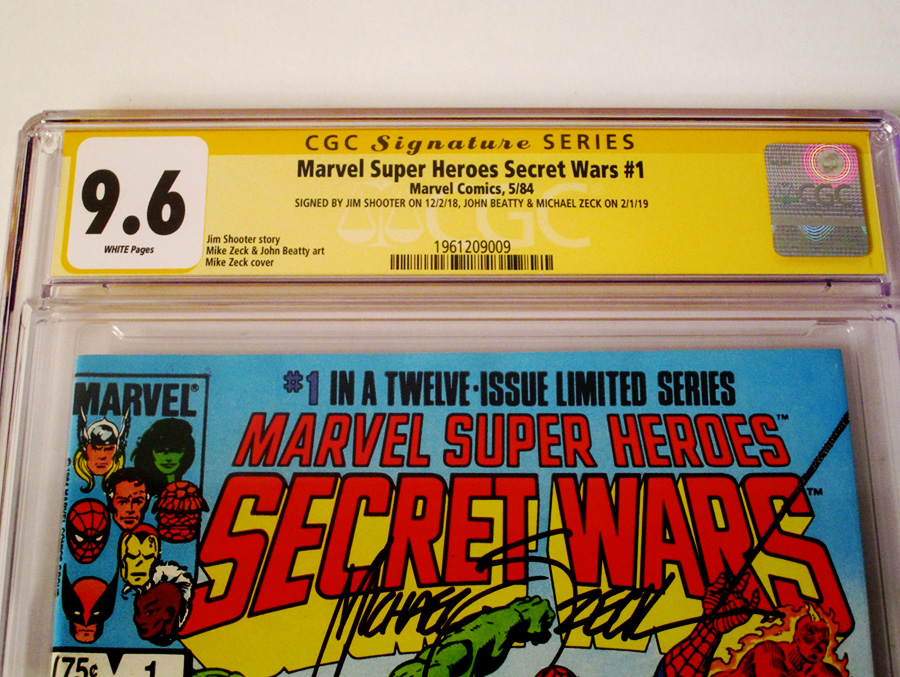 CGC Signature SERIES
Marvel Super Heroes Secret Wars #1
Marvel Comics, 5/84
SIGNED BY JIM SHOOTER ON 12/2/18, JOHN BEATTY & MICHAEL ZECK ON 2/1/19
9.6
WHITE Pages
Jim Shooter story
Mike Zeck & John Beatty art
Mike Zeck cover
1961209009
CGC
CGC
#1 IN A TWELVE-ISSUE LIMITED SERIES
MARVEL®
MARVEL SUPER HEROES™
SECRET WARS™
MICHAEL ZECK
75¢
1